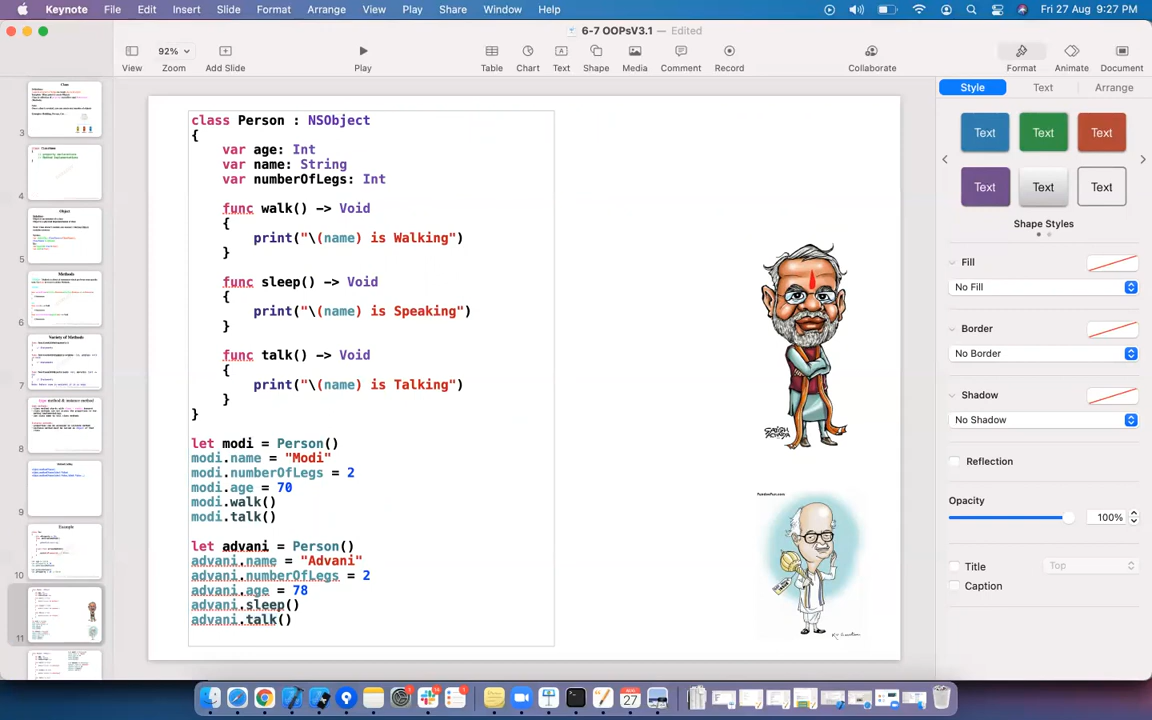 Keynote File Edit Insert Slide Format Arrange View Play Share Window Help Fri 27 Aug 9:27 PM
6-7 OOPsV3.1 — Edited
92%
View Zoom Add Slide Play Table Chart Text Shape Media Comment Record Collaborate Format Animate Document
Style Text Arrange
Text Text Text
Text Text Text
Shape Styles
Fill
No Fill
Border
No Border
Shadow
No Shadow
Reflection
Opacity
100%
Title Top
Caption
3
Class
4
5
Object
6
Methods
7
Variety of Methods
8
9
10
Example
11
class Person : NSObject
{
var age: Int
var name: String
var numberOfLegs: Int
func walk() -> Void
{
print("\(name) is Walking")
}
func sleep() -> Void
{
print("\(name) is Speaking")
}
func talk() -> Void
{
print("\(name) is Talking")
}
}
let modi = Person()
modi.name = "Modi"
modi.numberOfLegs = 2
modi.age = 70
modi.walk()
modi.talk()
let advani = Person()
advani.name = "Advani"
advani.numberOfLegs = 2
advani.age = 78
advani.sleep()
advani.talk()